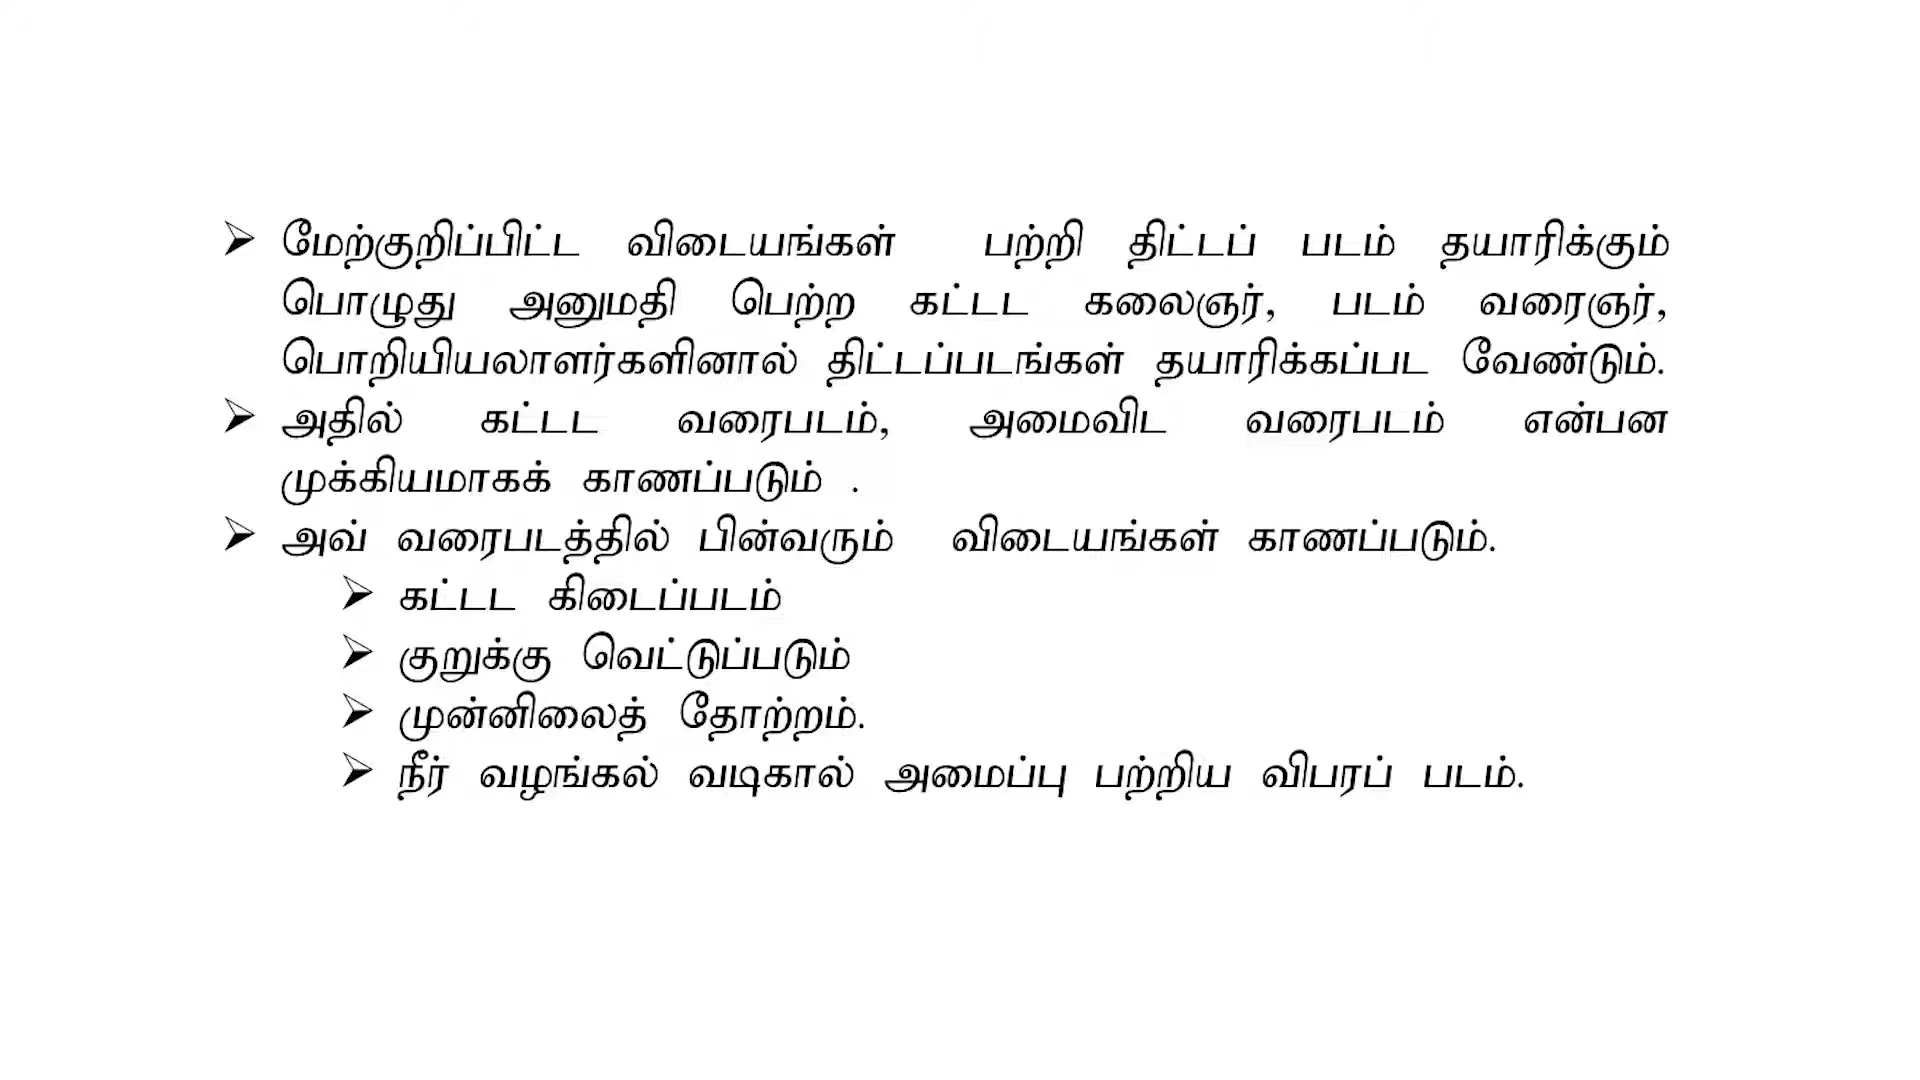 ➢ மேற்குறிப்பிட்ட விடையங்கள் பற்றி திட்டப் படம் தயாரிக்கும்
பொழுது அனுமதி பெற்ற கட்டட கலைஞர், படம் வரைஞர்,
பொறியியலாளர்களினால் திட்டப்படங்கள் தயாரிக்கப்பட வேண்டும்.
➢ அதில் கட்டட வரைபடம், அமைவிட வரைபடம் என்பன
முக்கியமாகக் காணப்படும் .
➢ அவ் வரைபடத்தில் பின்வரும் விடையங்கள் காணப்படும்.
➢ கட்டட கிடைப்படம்
➢ குறுக்கு வெட்டுப்படும்
➢ முன்னிலைத் தோற்றம்.
➢ நீர் வழங்கல் வடிகால் அமைப்பு பற்றிய விபரப் படம்.